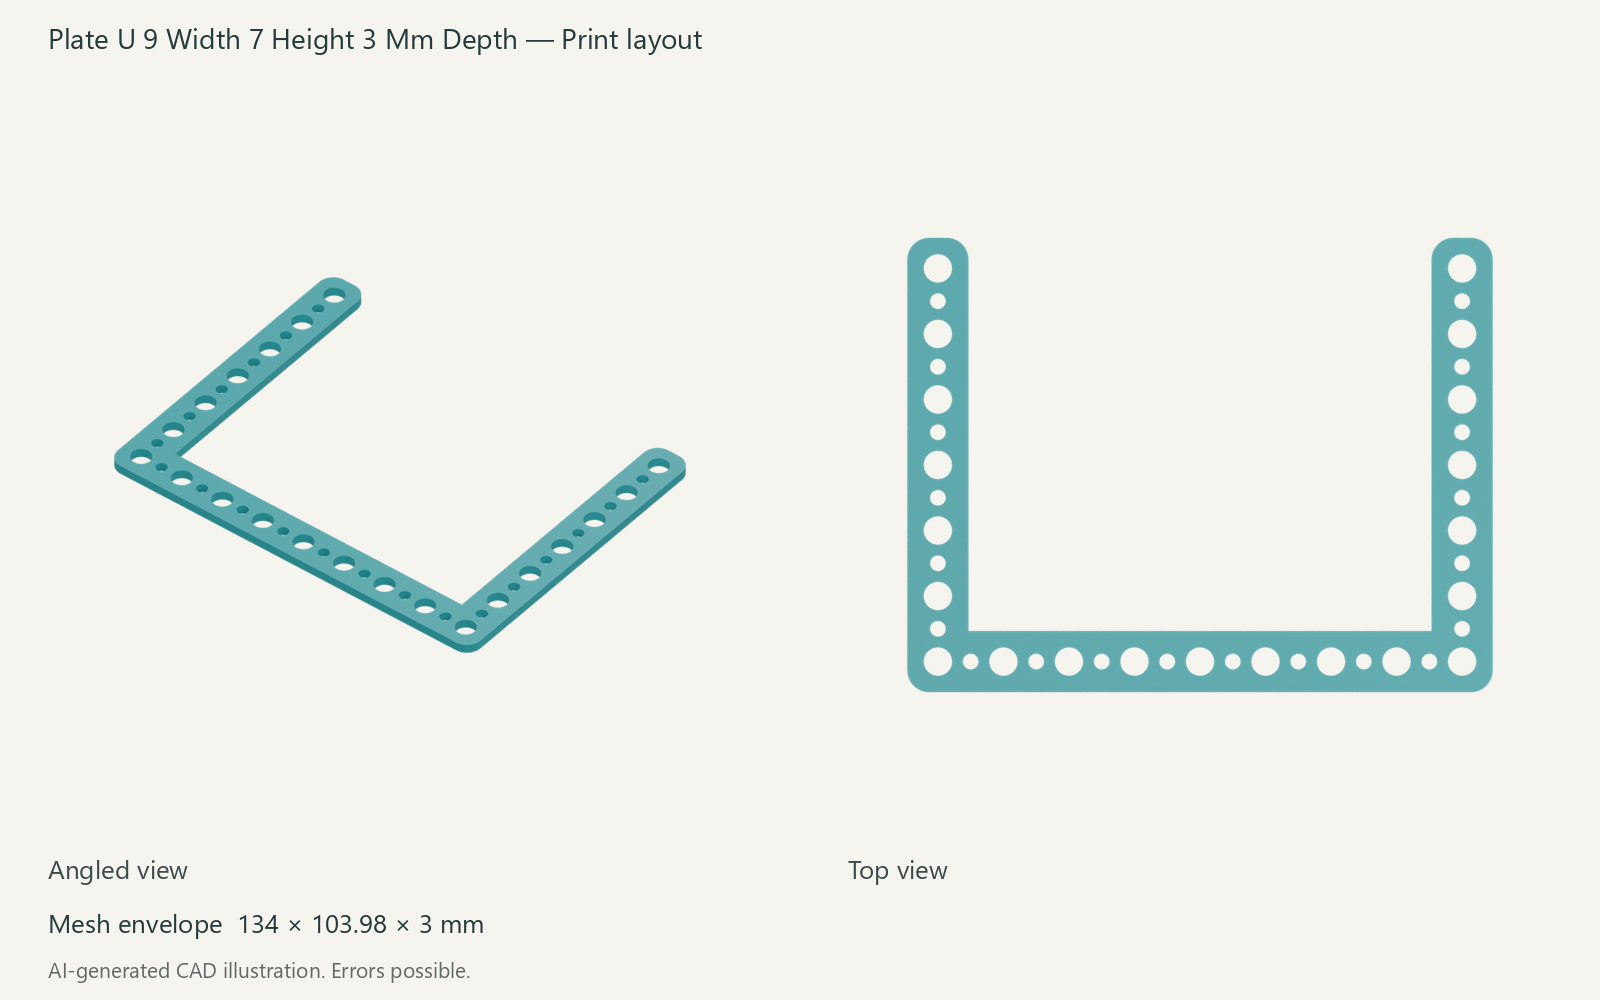 Plate U 9 Width 7 Height 3 Mm Depth — Print layout
Angled view
Top view
Mesh envelope 134 × 103.98 × 3 mm
AI-generated CAD illustration. Errors possible.